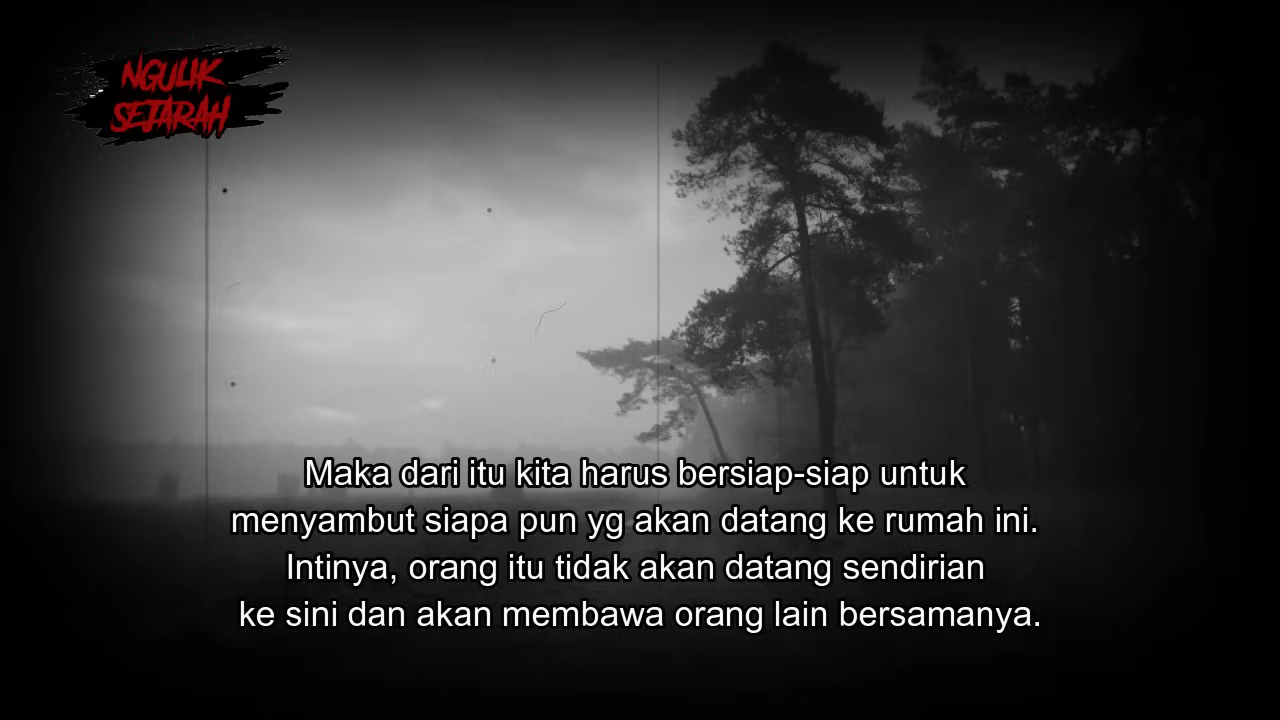 NGULIK
SEJARAH
Maka dari itu kita harus bersiap-siap untuk
menyambut siapa pun yg akan datang ke rumah ini.
Intinya, orang itu tidak akan datang sendirian
ke sini dan akan membawa orang lain bersamanya.